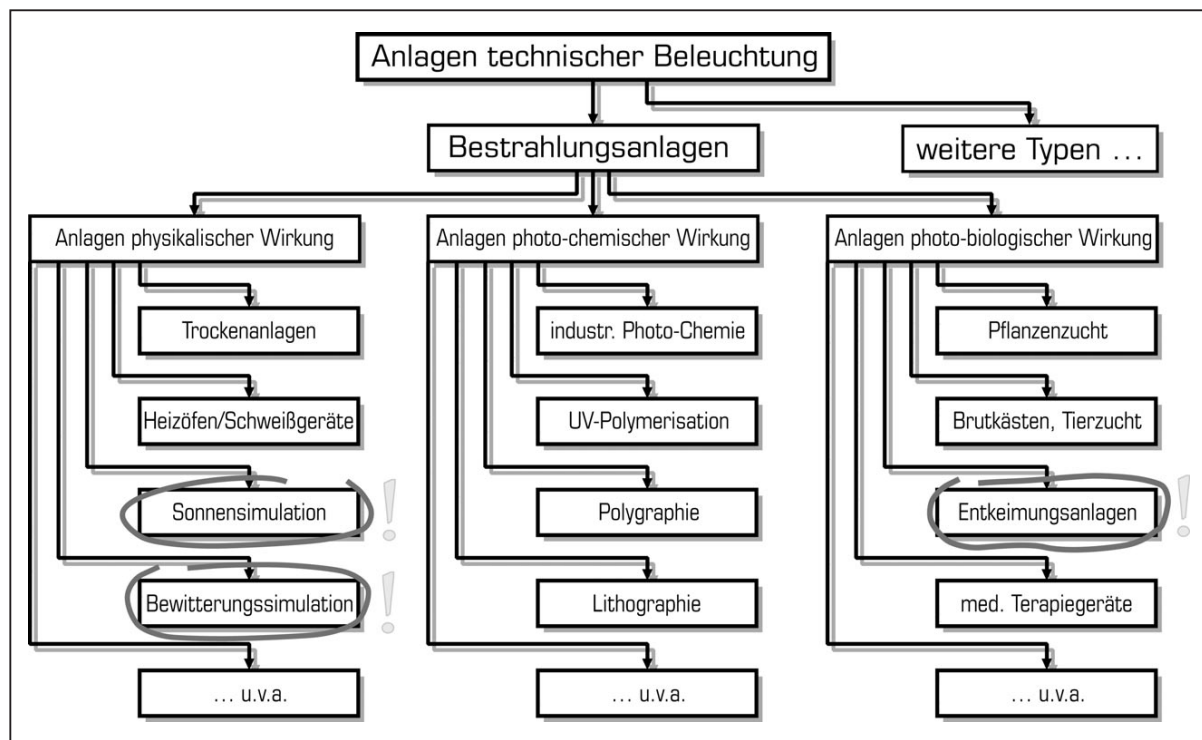 Anlagen technischer Beleuchtung
Bestrahlungsanlagen
weitere Typen ...
Anlagen physikalischer Wirkung
Trockenanlagen
Heizöfen/Schweißgeräte
Sonnensimulation
!
Bewitterungssimulation
!
... u.v.a.
Anlagen photo-chemischer Wirkung
industr. Photo-Chemie
UV-Polymerisation
Polygraphie
Lithographie
... u.v.a.
Anlagen photo-biologischer Wirkung
Pflanzenzucht
Brutkästen, Tierzucht
Entkeimungsanlagen
!
med. Terapiegeräte
... u.v.a.